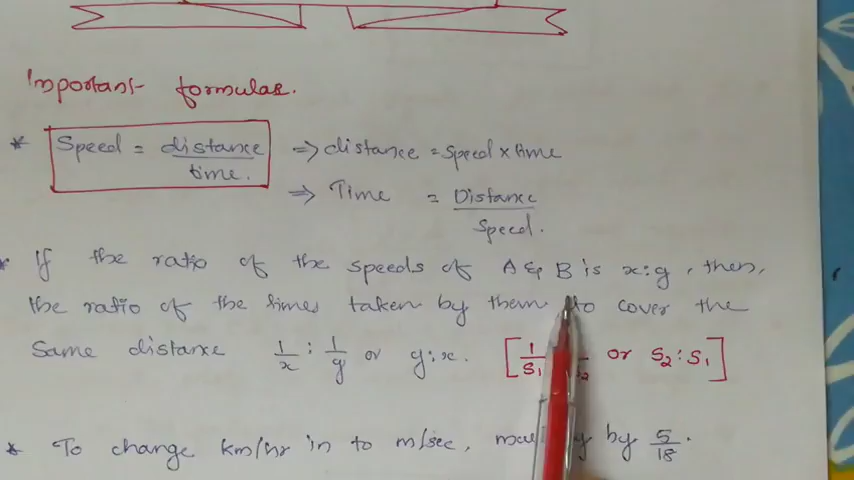 Important formulas.
* Speed = distance/time. ⇒ distance = Speed × time
⇒ Time = Distance/Speed.
* If the ratio of the speeds of A & B is x:y, then,
the ratio of the times taken by them to cover the
Same distance 1/x : 1/y or y:x. [1/S₁ S₂ or S₂:S₁]
* To change km/hr in to m/sec, by 5/18.